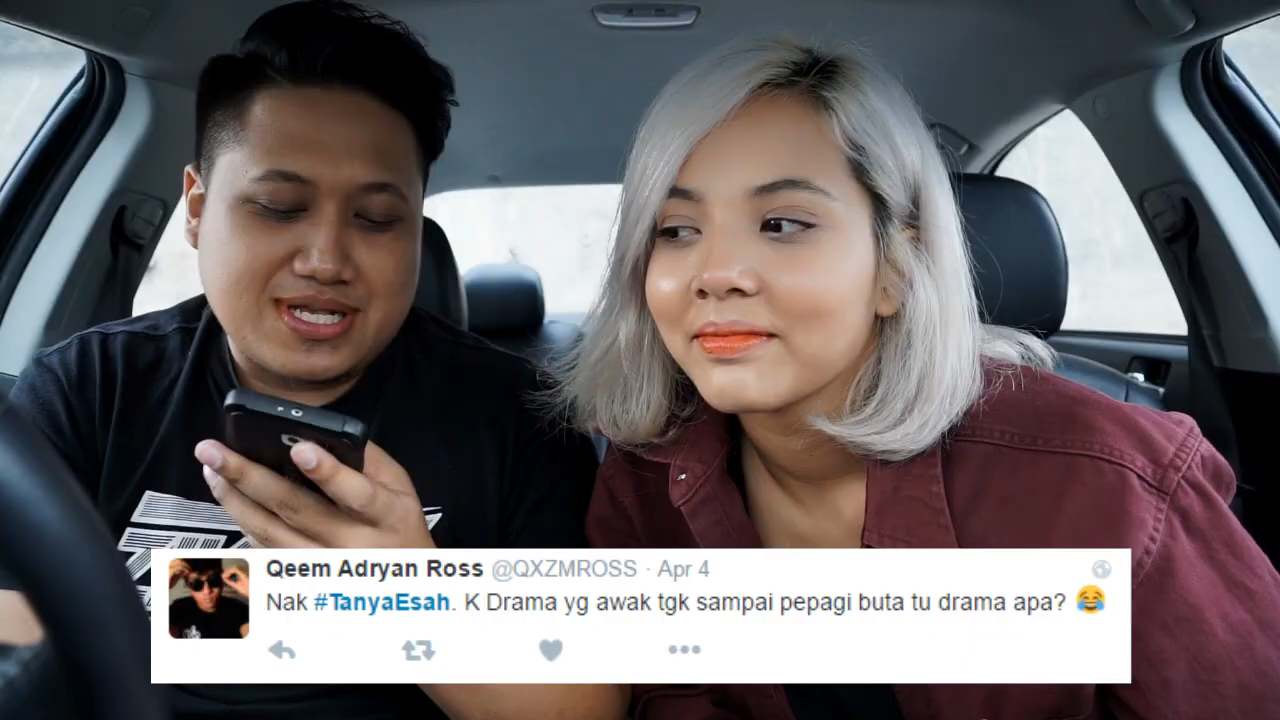 Qeem Adryan Ross @QXZMROSS · Apr 4
Nak #TanyaEsah. K Drama yg awak tgk sampai pepagi buta tu drama apa? 😂